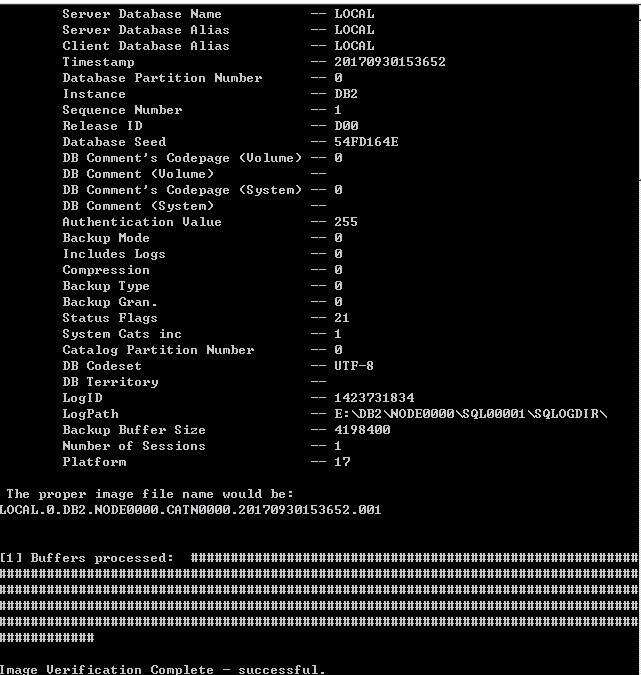 Server Database Name -- LOCAL
Server Database Alias -- LOCAL
Client Database Alias -- LOCAL
Timestamp -- 20170930153652
Database Partition Number -- 0
Instance -- DB2
Sequence Number -- 1
Release ID -- D00
Database Seed -- 54FD164E
DB Comment's Codepage (Volume) -- 0
DB Comment (Volume) --
DB Comment's Codepage (System) -- 0
DB Comment (System) --
Authentication Value -- 255
Backup Mode -- 0
Includes Logs -- 0
Compression -- 0
Backup Type -- 0
Backup Gran. -- 0
Status Flags -- 21
System Cats inc -- 1
Catalog Partition Number -- 0
DB Codeset -- UTF-8
DB Territory --
LogID -- 1423731834
LogPath -- E:\DB2\NODE0000\SQL00001\SQLOGDIR\
Backup Buffer Size -- 4198400
Number of Sessions -- 1
Platform -- 17
The proper image file name would be:
LOCAL.0.DB2.NODE0000.CATN0000.20170930153652.001
[1] Buffers processed: ########################################################
################################################################################
################################################################################
################################################################################
################################################################################
############
Image Verification Complete - successful.